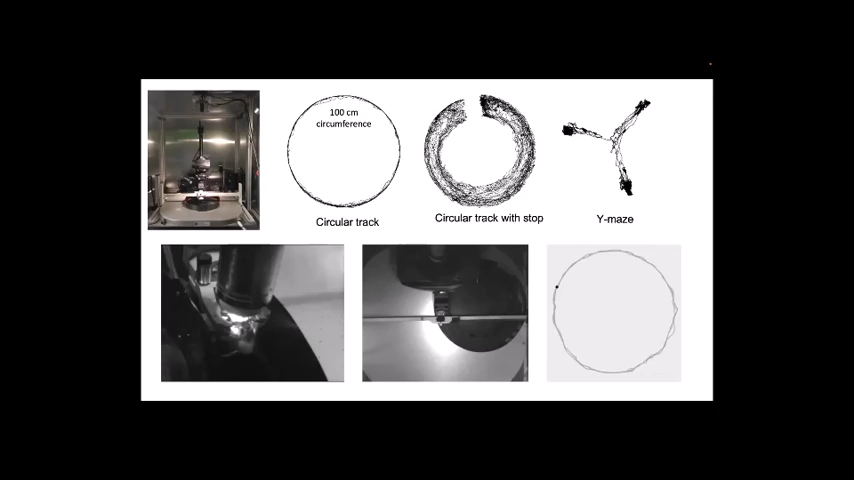 100 cm
circumference
Circular track
Circular track with stop
Y-maze